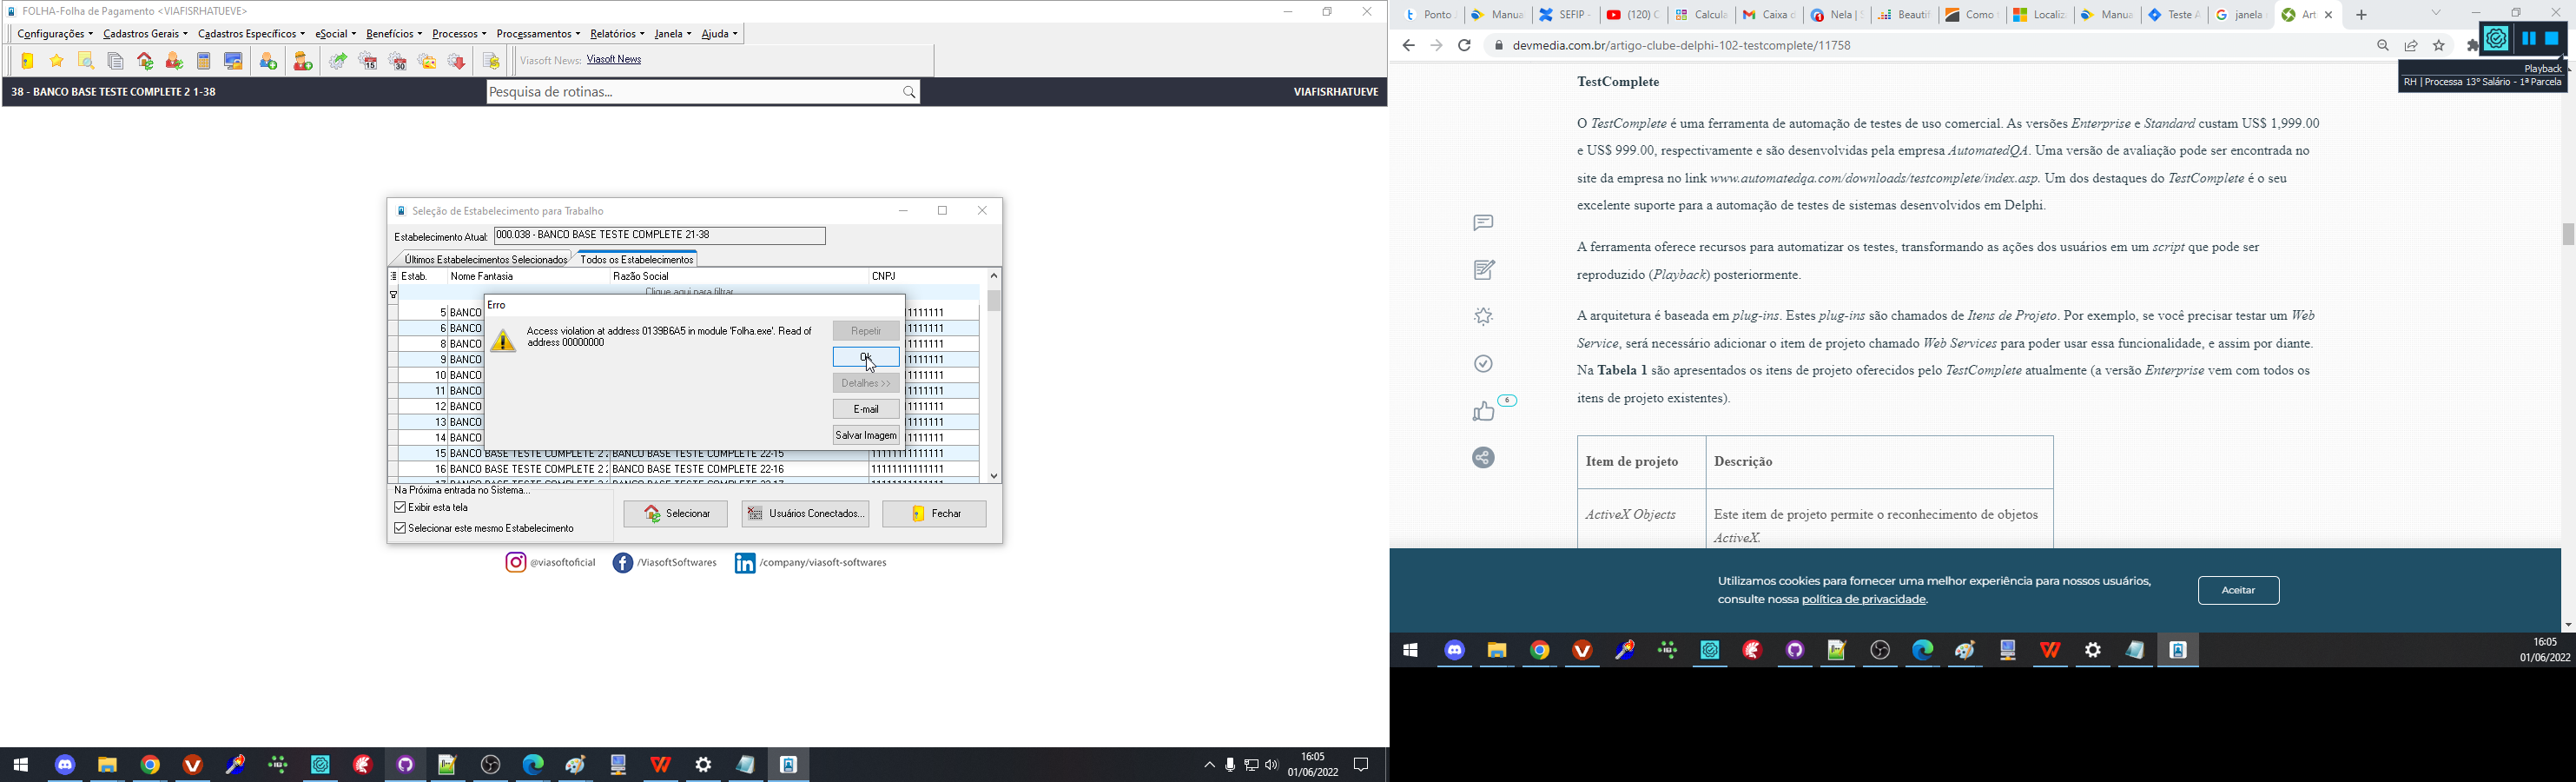 FOLHA-Folha de Pagamento <VIAFISRHATUEVE>
Configurações Cadastros Gerais Cadastros Específicos eSocial Benefícios Processos Processamentos Relatórios Janela Ajuda
Viasoft News: Viasoft News
38 - BANCO BASE TESTE COMPLETE 2 1-38
Pesquisa de rotinas...
VIAFISRHATUEVE
Seleção de Estabelecimento para Trabalho
Estabelecimento Atual: 000.038 - BANCO BASE TESTE COMPLETE 21-38
Últimos Estabelecimentos Selecionados Todos os Estabelecimentos
Estab. Nome Fantasia Razão Social CNPJ
Clique aqui para filtrar
5 BANCO
6 BANCO
8 BANCO
9 BANCO
10 BANCO
11 BANCO
12 BANCO
13 BANCO
14 BANCO
15 BANCO BASE TESTE COMPLETE 2 BANCO BASE TESTE COMPLETE 22-15 11111111111111
16 BANCO BASE TESTE COMPLETE 2 BANCO BASE TESTE COMPLETE 22-16 11111111111111
Erro
Access violation at address 0139B6A5 in module 'Folha.exe'. Read of
address 00000000
Repetir
Ok
Detalhes >>
E-mail
Salvar Imagem
Na Próxima entrada no Sistema...
Exibir esta tela
Selecionar este mesmo Estabelecimento
Selecionar
Usuários Conectados...
Fechar
@viasoftoficial /ViasoftSoftwares /company/viasoft-softwares
16:05
01/06/2022
Ponto Manua SEFIP - (120) Calcula Caixa d Nela | Beautif Como Localiz Manua Teste A janela Art
devmedia.com.br/artigo-clube-delphi-102-testcomplete/11758
Playback
RH | Processa 13º Salário - 1ª Parcela
TestComplete
O TestComplete é uma ferramenta de automação de testes de uso comercial. As versões Enterprise e Standard custam US$ 1,999.00
e US$ 999.00, respectivamente e são desenvolvidas pela empresa AutomatedQA. Uma versão de avaliação pode ser encontrada no
site da empresa no link www.automatedqa.com/downloads/testcomplete/index.asp. Um dos destaques do TestComplete é o seu
excelente suporte para a automação de testes de sistemas desenvolvidos em Delphi.
A ferramenta oferece recursos para automatizar os testes, transformando as ações dos usuários em um script que pode ser
reproduzido (Playback) posteriormente.
A arquitetura é baseada em plug-ins. Estes plug-ins são chamados de Itens de Projeto. Por exemplo, se você precisar testar um Web
Service, será necessário adicionar o item de projeto chamado Web Services para poder usar essa funcionalidade, e assim por diante.
Na Tabela 1 são apresentados os itens de projeto oferecidos pelo TestComplete atualmente (a versão Enterprise vem com todos os
itens de projeto existentes).
6
Item de projeto Descrição
ActiveX Objects Este item de projeto permite o reconhecimento de objetos
ActiveX.
Utilizamos cookies para fornecer uma melhor experiência para nossos usuários,
consulte nossa política de privacidade.
Aceitar
16:05
01/06/2022